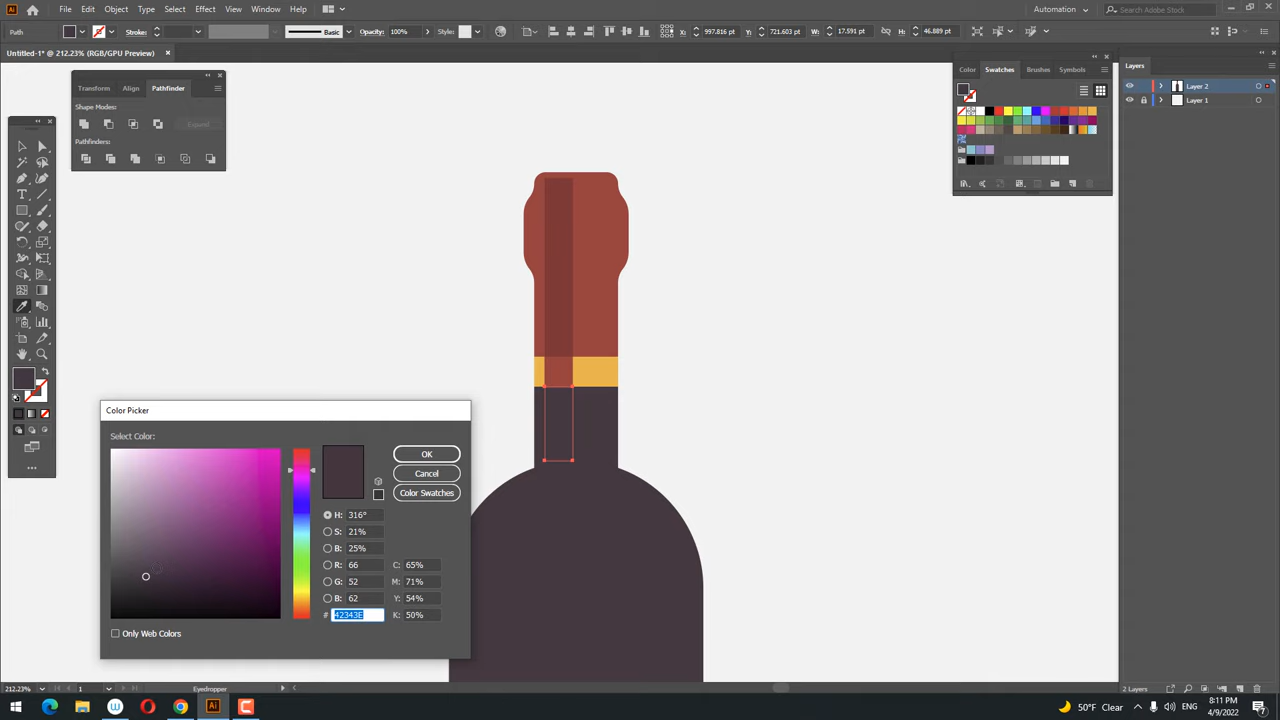 Ai File Edit Object Type Select Effect View Window Help Automation Search Adobe Stock
Path Stroke: Basic Opacity: 100% Style: X: 997.816 pt Y: 721.603 pt W: 17.591 pt H: 46.889 pt
Untitled-1* @ 212.23% (RGB/GPU Preview) ×
Transform Align Pathfinder
Shape Modes:
Expand
Pathfinders:
Color Swatches Brushes Symbols
Layers
Layer 2
Layer 1
T
Color Picker
Select Color:
OK
Cancel
Color Swatches
H: 316°
S: 21%
B: 25%
R: 66 C: 65%
G: 52 M: 71%
B: 62 Y: 54%
# 42343E K: 50%
Only Web Colors
212.23% 1 Eyedropper
2 Layers
50°F Clear ENG 8:11 PM
4/9/2022